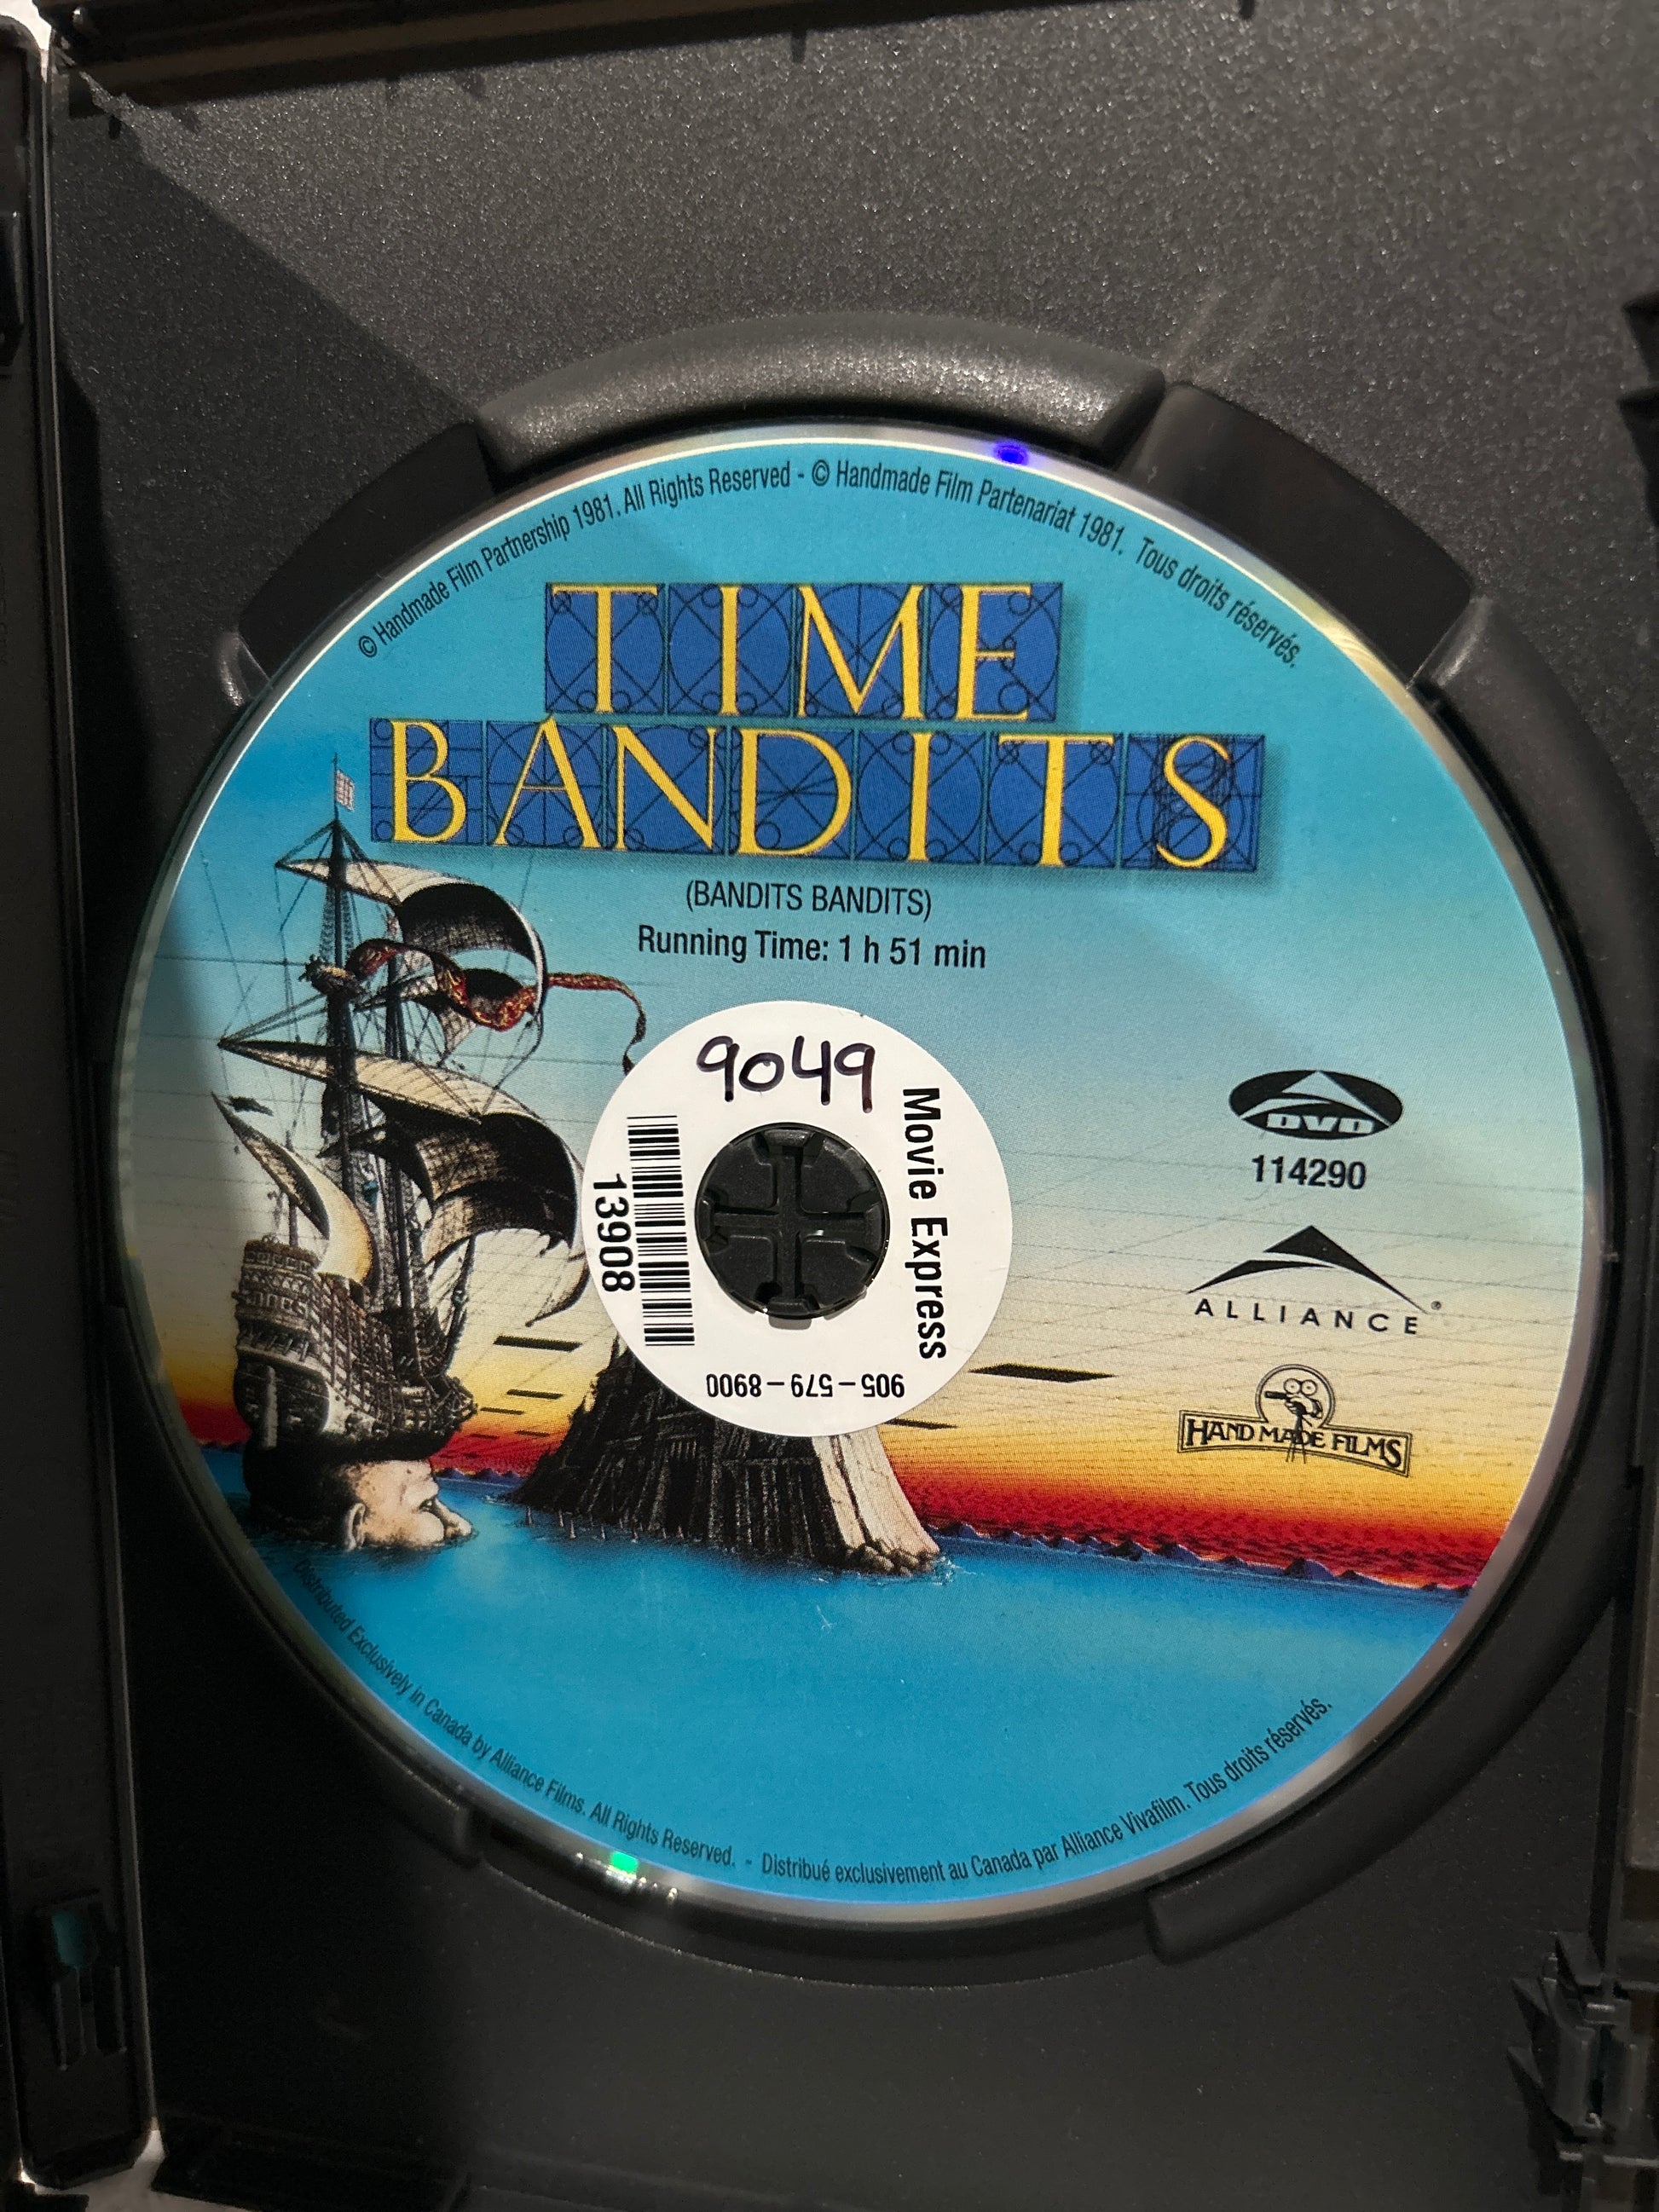 © Handmade Film Partnership 1981. All Rights Reserved - © Handmade Film Partenariat 1981. Tous droits réservés.
TIME
BANDITS
(BANDITS BANDITS)
Running Time: 1 h 51 min
9049
Movie Express
13908
905-579-8900
DVD
114290
ALLIANCE®
HANDMADE FILMS
Distributed Exclusively in Canada by Alliance Films. All Rights Reserved. - Distribué exclusivement au Canada par Alliance Vivafilm. Tous droits réservés.